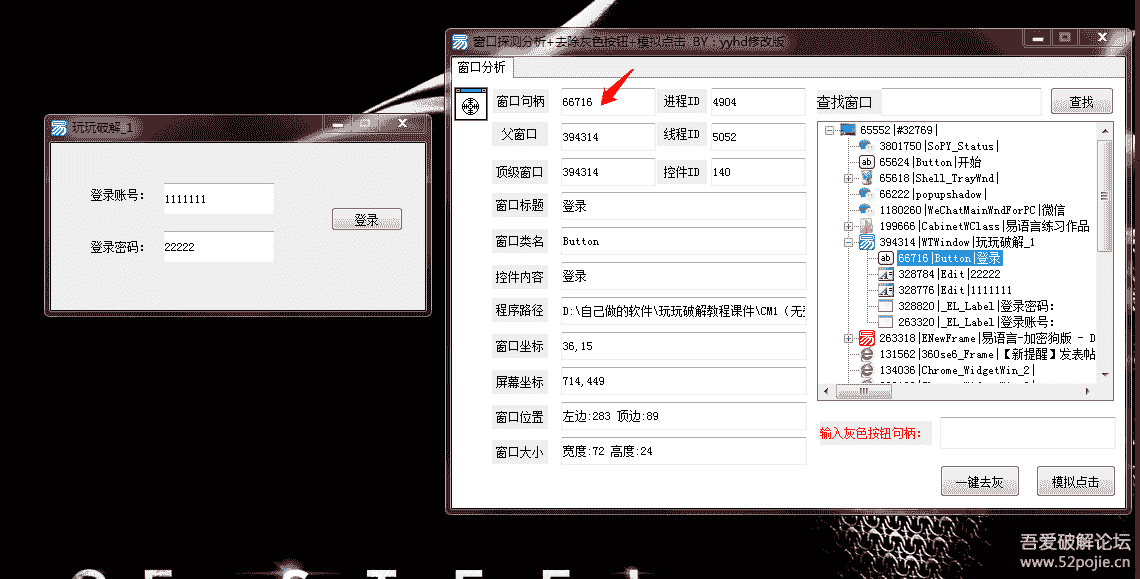 玩玩破解_1
登录账号：
1111111
登录密码：
22222
登录
窗口探测分析+去除灰色按钮+模拟点击 BY：yyhd修改版
窗口分析
窗口句柄 66716 进程ID 4904
父窗口 394314 线程ID 5052
顶级窗口 394314 控件ID 140
窗口标题 登录
窗口类名 Button
控件内容 登录
程序路径 D:\自己做的软件\玩玩破解教程课件\CM1（无
窗口坐标 36,15
屏幕坐标 714,449
窗口位置 左边:283 顶边:89
窗口大小 宽度:72 高度:24
查找窗口 查找
65552|#32769|
3801750|SoPY_Status|
65624|Button|开始
65618|Shell_TrayWnd|
66222|popupshadow|
1180260|WeChatMainWndForPC|微信
199666|CabinetWClass|易语言练习作品
394314|WTWindow|玩玩破解_1
66716|Button|登录
328784|Edit|22222
328776|Edit|1111111
328820|_EL_Label|登录密码：
263320|_EL_Label|登录账号：
263318|ENewFrame|易语言-加密狗版 - D
131562|360se6_Frame|【新提醒】发表帖
134036|Chrome_WidgetWin_2|
输入灰色按钮句柄：
一键去灰 模拟点击
吾爱破解论坛
www.52pojie.cn